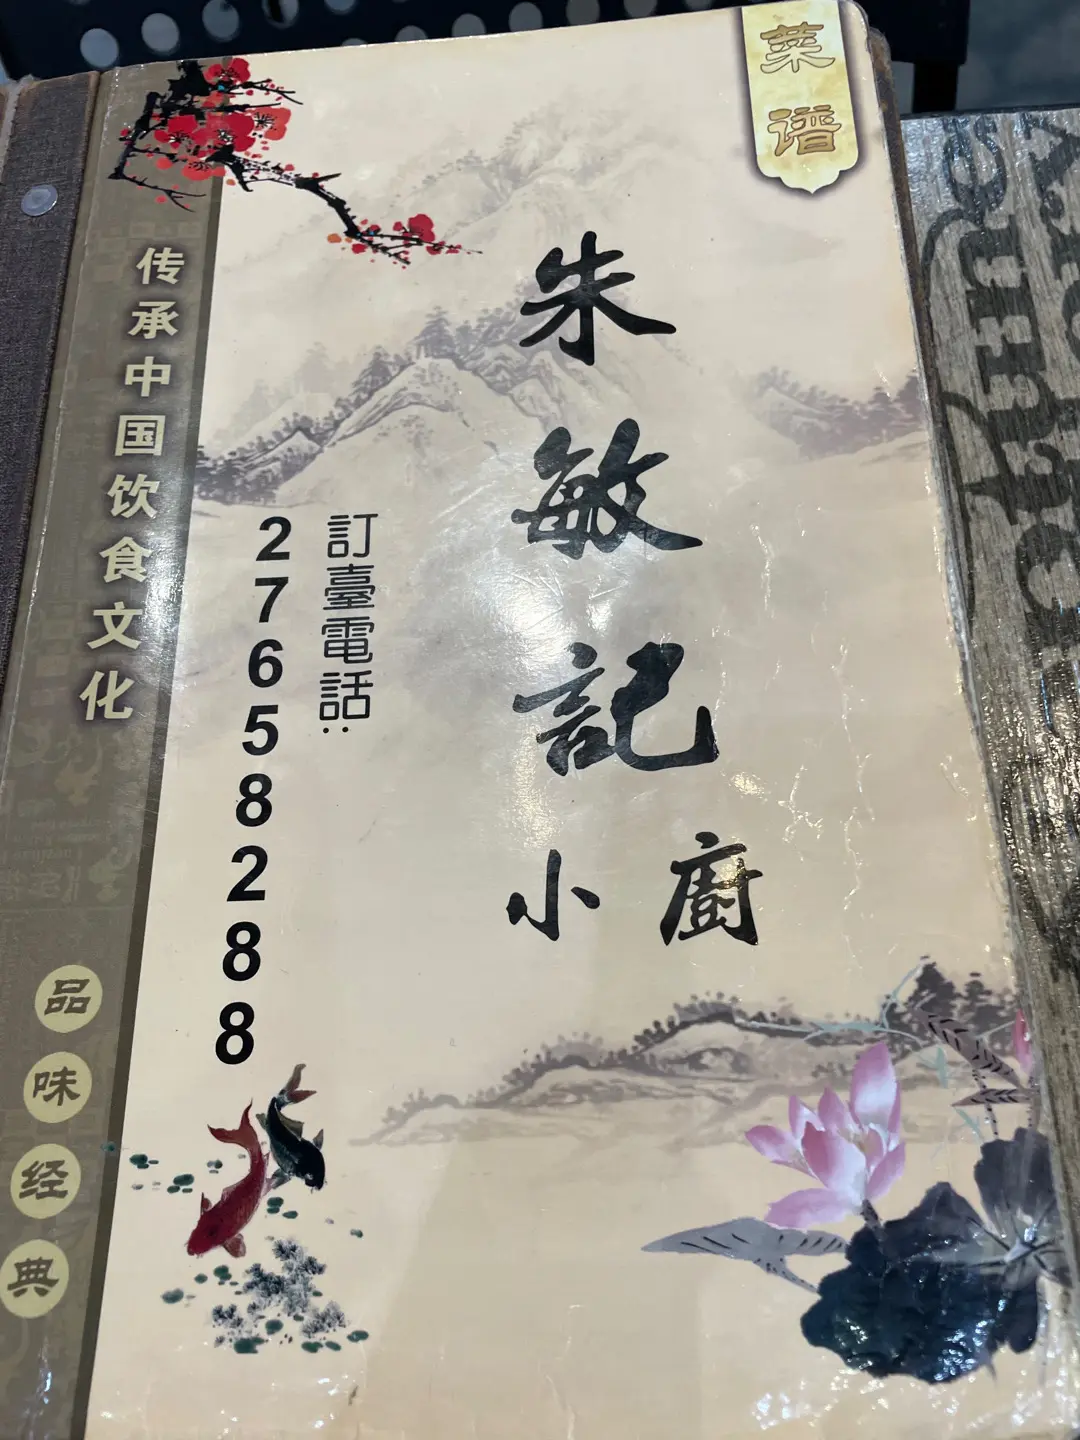 菜谱
朱敏記
小廚
訂臺電話:
27658288
传承中国饮食文化
品味经典